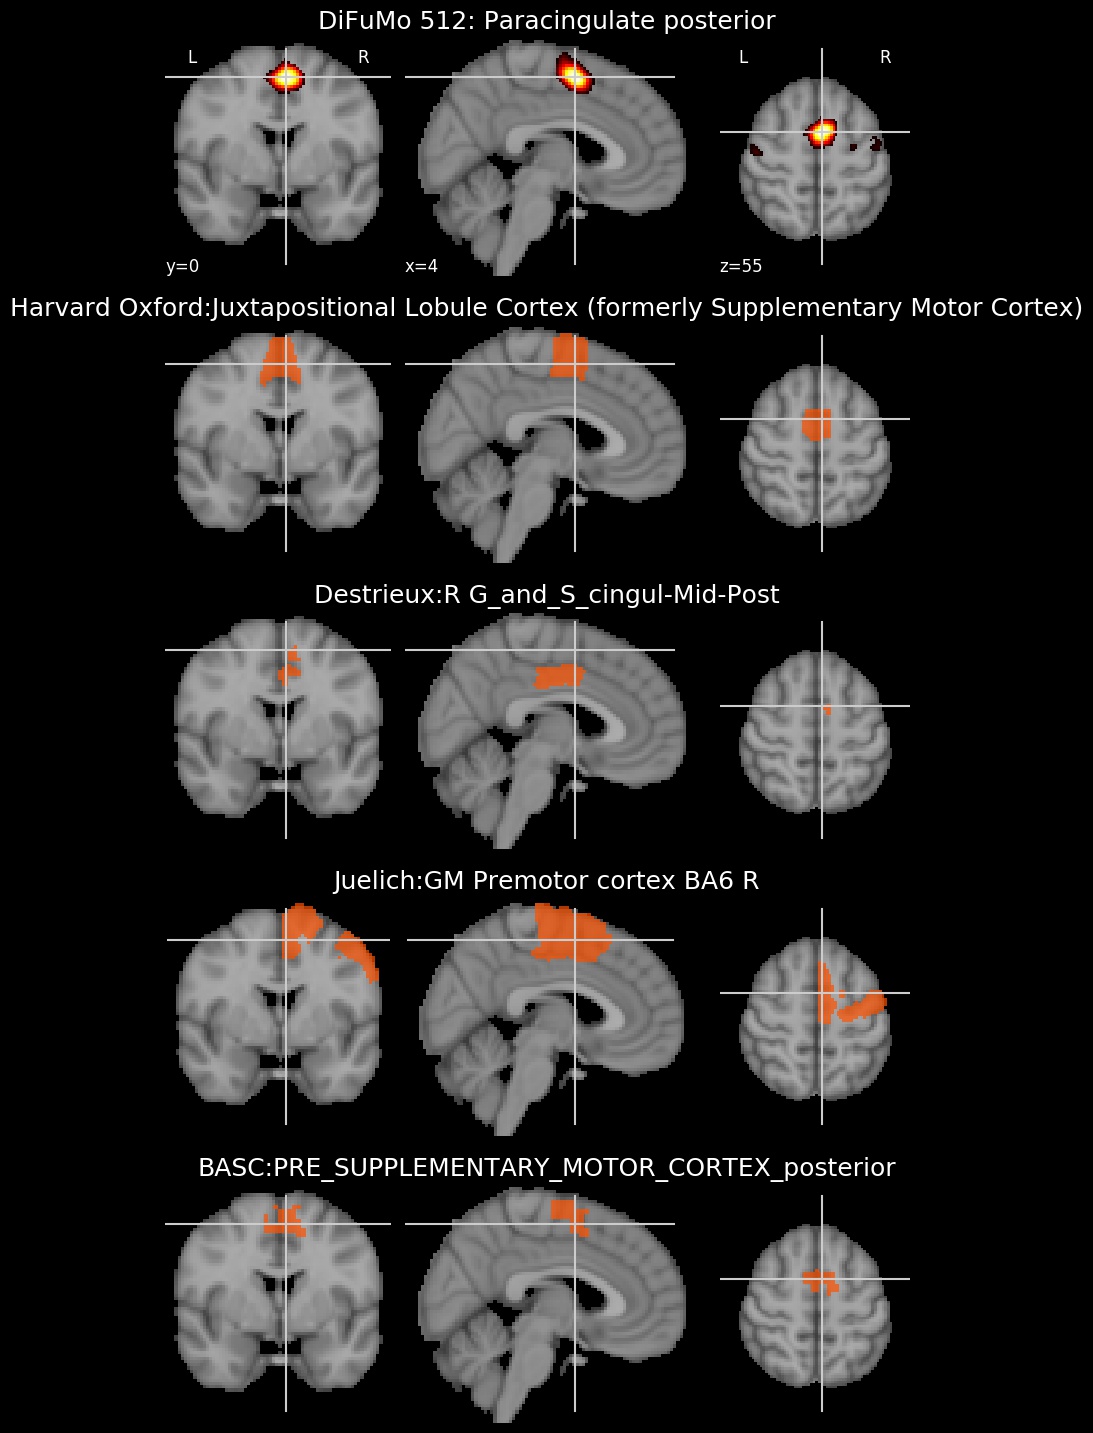 DiFuMo 512: Paracingulate posterior
L R L R
y=0 x=4 z=55
Harvard Oxford:Juxtapositional Lobule Cortex (formerly Supplementary Motor Cortex)
Destrieux:R G_and_S_cingul-Mid-Post
Juelich:GM Premotor cortex BA6 R
BASC:PRE_SUPPLEMENTARY_MOTOR_CORTEX_posterior